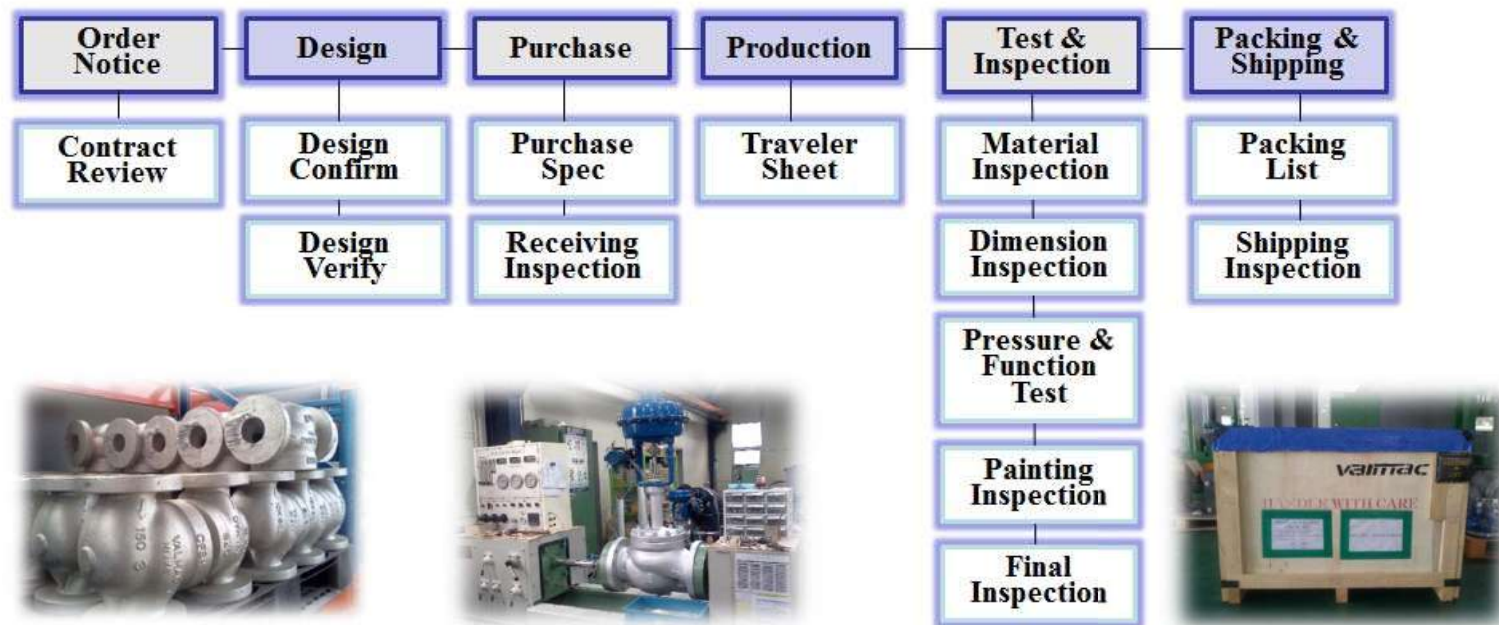 Order
Notice
Design
Purchase
Production
Test &
Inspection
Packing &
Shipping
Contract
Review
Design
Confirm
Design
Verify
Purchase
Spec
Receiving
Inspection
Traveler
Sheet
Material
Inspection
Dimension
Inspection
Pressure &
Function
Test
Painting
Inspection
Final
Inspection
Packing
List
Shipping
Inspection
150
valmac
HANDLE WITH CARE